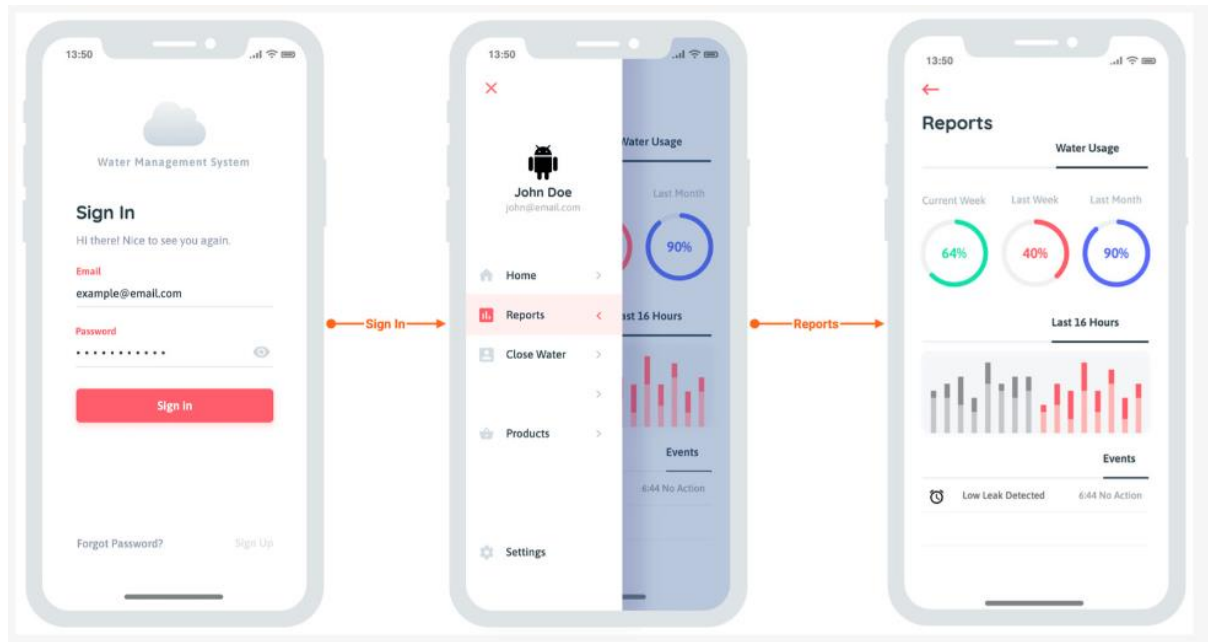 13:50
Water Management System
Sign In
Hi there! Nice to see you again.
Email
example@email.com
Password
Sign in
Forgot Password?
Sign Up
Sign In
13:50
John Doe
john@email.com
Home
Reports
Close Water
Products
Settings
Water Usage
Last Month
90%
ast 16 Hours
Events
6:44 No Action
Reports
13:50
Reports
Water Usage
Current Week Last Week Last Month
64% 40% 90%
Last 16 Hours
Events
Low Leak Detected 6:44 No Action